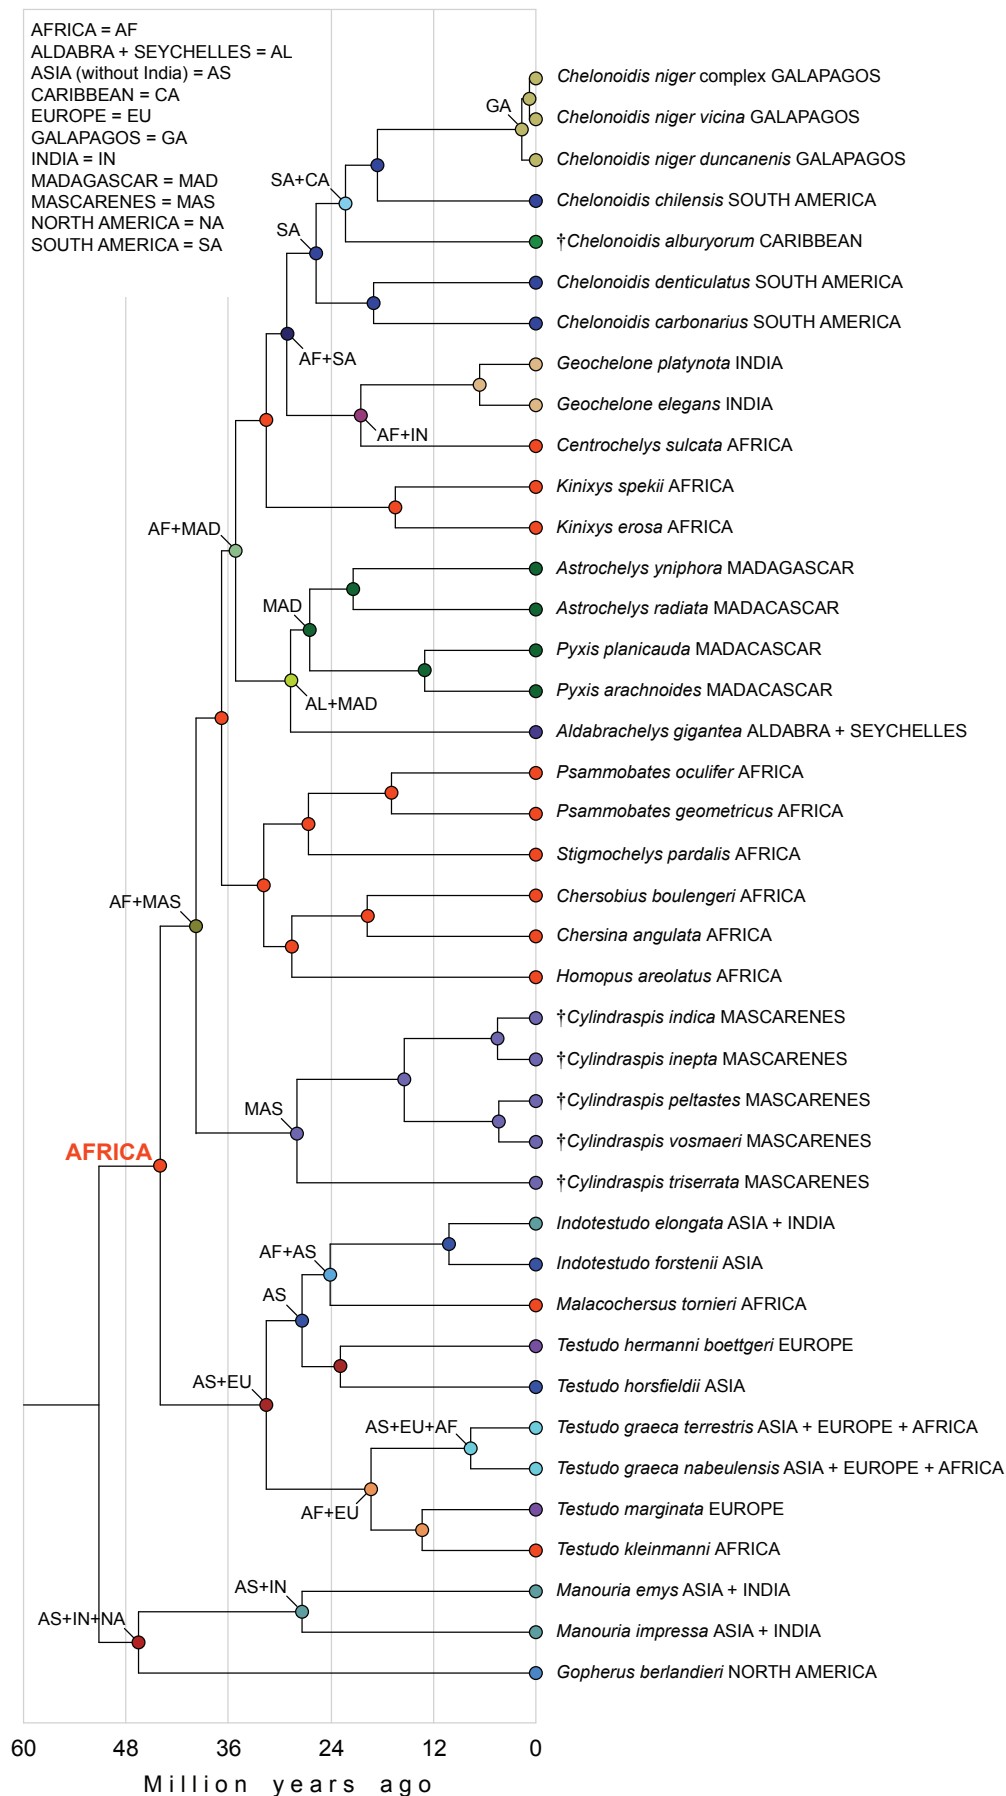 AFRICA = AF
ALDABRA + SEYCHELLES = AL
ASIA (without India) = AS
CARIBBEAN = CA
EUROPE = EU
GALAPAGOS = GA
INDIA = IN
MADAGASCAR = MAD
MASCARENES = MAS
NORTH AMERICA = NA
SOUTH AMERICA = SA
Chelonoidis niger complex GALAPAGOS
GA
Chelonoidis niger vicina GALAPAGOS
Chelonoidis niger duncanenis GALAPAGOS
SA+CA
Chelonoidis chilensis SOUTH AMERICA
SA
†Chelonoidis alburyorum CARIBBEAN
Chelonoidis denticulatus SOUTH AMERICA
Chelonoidis carbonarius SOUTH AMERICA
AF+SA
Geochelone platynota INDIA
Geochelone elegans INDIA
AF+IN
Centrochelys sulcata AFRICA
Kinixys spekii AFRICA
AF+MAD
Kinixys erosa AFRICA
Astrochelys yniphora MADAGASCAR
MAD
Astrochelys radiata MADACASCAR
Pyxis planicauda MADACASCAR
Pyxis arachnoides MADACASCAR
AL+MAD
Aldabrachelys gigantea ALDABRA + SEYCHELLES
Psammobates oculifer AFRICA
Psammobates geometricus AFRICA
Stigmochelys pardalis AFRICA
AF+MAS
Chersobius boulengeri AFRICA
Chersina angulata AFRICA
Homopus areolatus AFRICA
†Cylindraspis indica MASCARENES
†Cylindraspis inepta MASCARENES
†Cylindraspis peltastes MASCARENES
MAS
†Cylindraspis vosmaeri MASCARENES
AFRICA
†Cylindraspis triserrata MASCARENES
Indotestudo elongata ASIA + INDIA
AF+AS
Indotestudo forstenii ASIA
AS
Malacochersus tornieri AFRICA
Testudo hermanni boettgeri EUROPE
AS+EU
Testudo horsfieldii ASIA
AS+EU+AF
Testudo graeca terrestris ASIA + EUROPE + AFRICA
Testudo graeca nabeulensis ASIA + EUROPE + AFRICA
AF+EU
Testudo marginata EUROPE
Testudo kleinmanni AFRICA
AS+IN
Manouria emys ASIA + INDIA
AS+IN+NA
Manouria impressa ASIA + INDIA
Gopherus berlandieri NORTH AMERICA
60 48 36 24 12 0
Million years ago